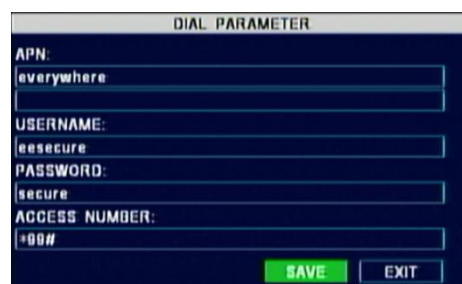 DIAL PARAMETER
APN:
everywhere
USERNAME:
eesecure
PASSWORD:
secure
ACCESS NUMBER:
*99#
SAVE EXIT